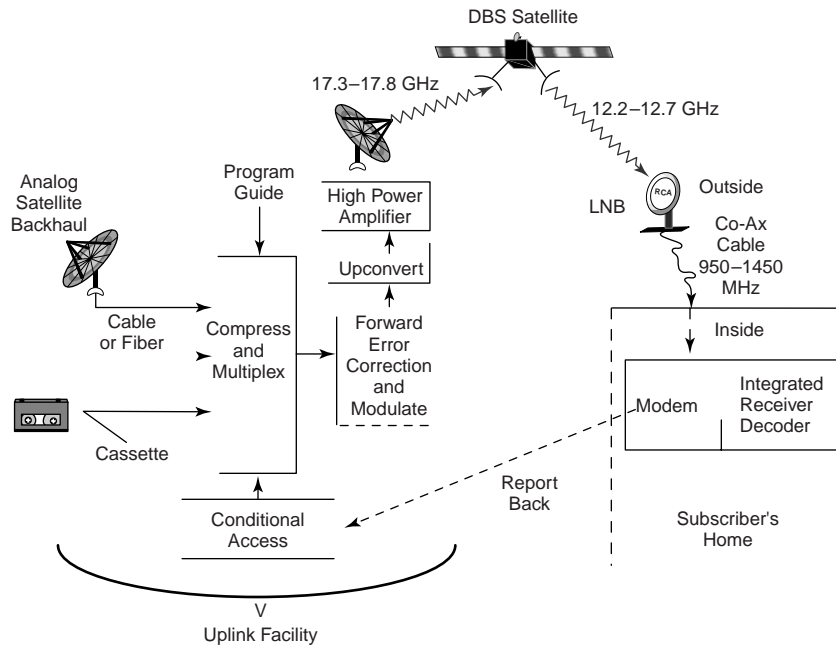 DBS Satellite
17.3–17.8 GHz
12.2–12.7 GHz
Analog
Satellite
Backhaul
Program
Guide
High Power
Amplifier
LNB
RCA
Outside
Co-Ax
Cable
950–1450
MHz
Upconvert
Cable
or Fiber
Compress
and
Multiplex
Forward
Error
Correction
and
Modulate
Inside
Modem
Integrated
Receiver
Decoder
Cassette
Report
Back
Conditional
Access
Subscriber's
Home
V
Uplink Facility